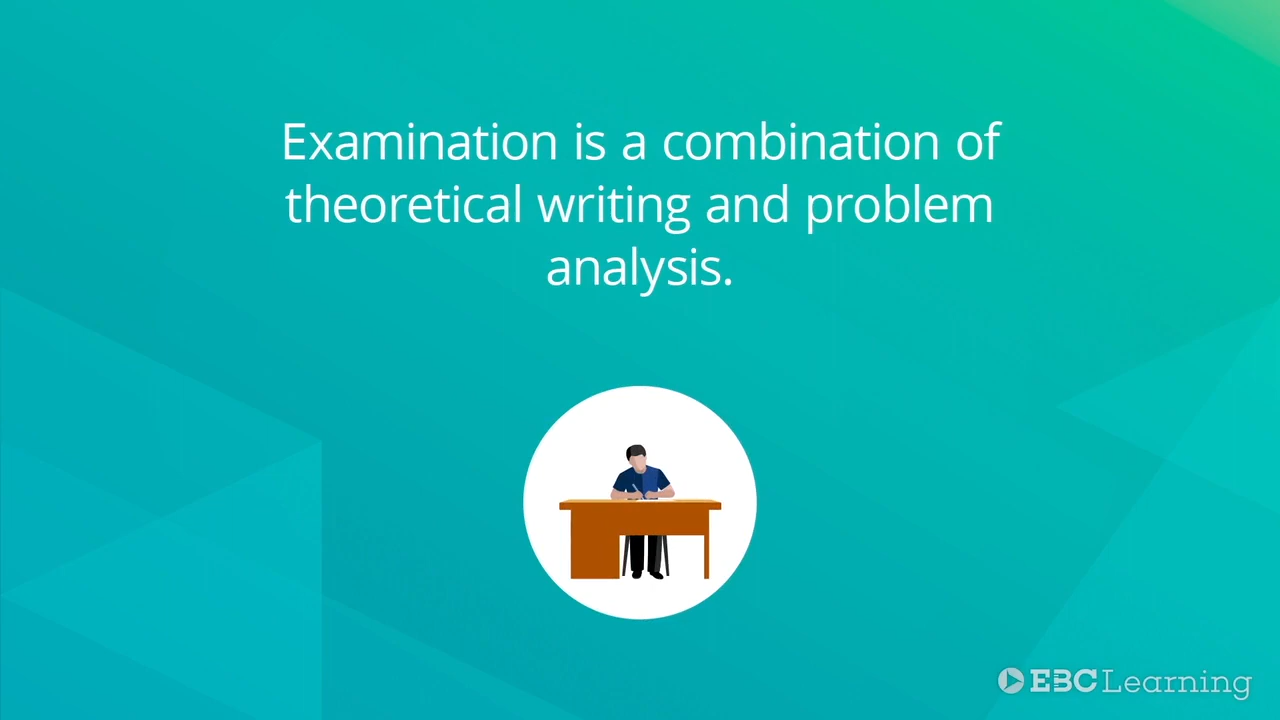 Examination is a combination of
theoretical writing and problem
analysis.
EBC Learning